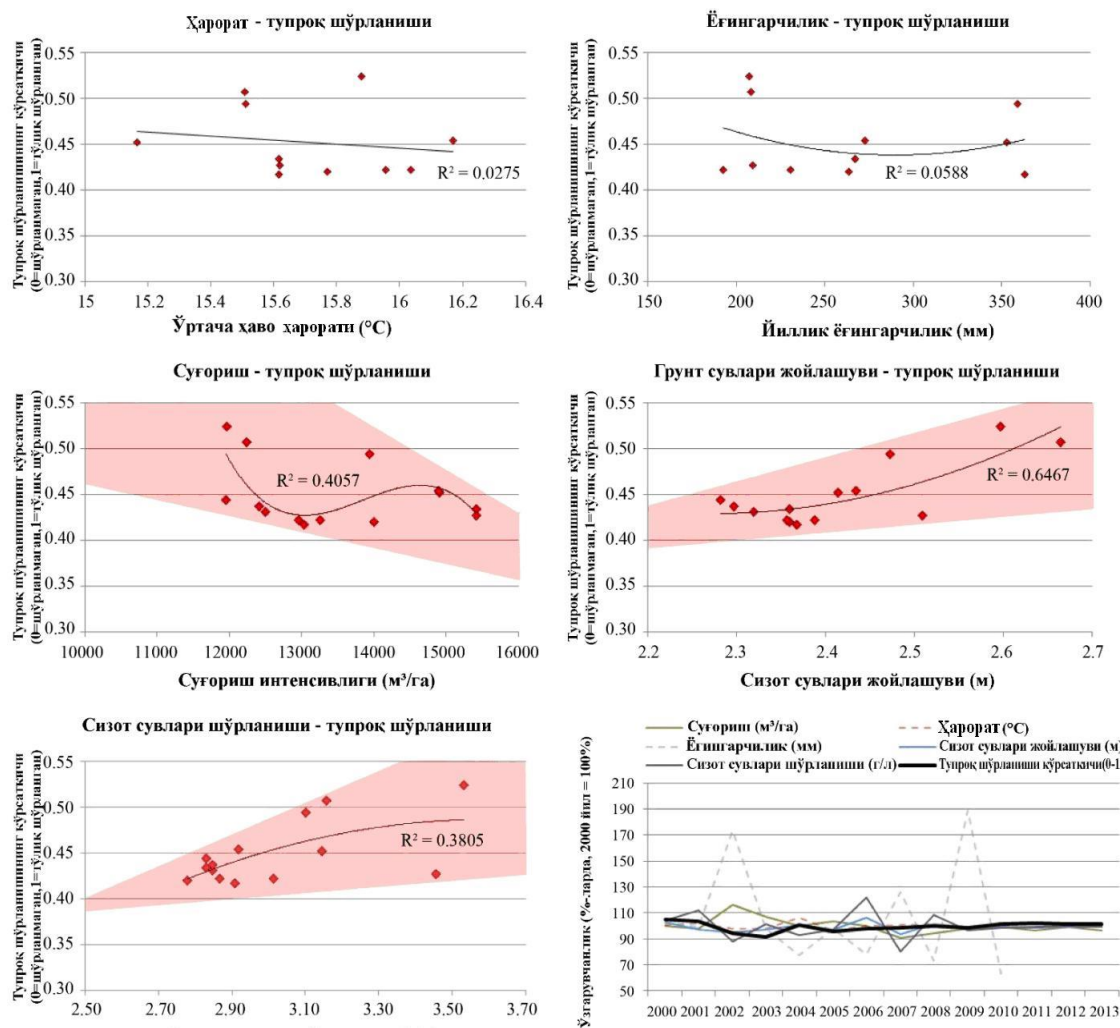 Ҳарорат - тупроқ шўрланиши
Тупроқ шўрланишининг кўрсаткичи
(0=шўрланмаган,1=тўлик шўрланган)
0.55
0.50
0.45
0.40
0.35
0.30
R² = 0.0275
15 15.2 15.4 15.6 15.8 16 16.2 16.4
Ўртача ҳаво ҳарорати (°C)
Ёғингарчилик - тупроқ шўрланиши
Тупроқ шўрланишининг кўрсаткичи
(0=шўрланмаган,1=тўлик шўрланган)
0.55
0.50
0.45
0.40
0.35
0.30
R² = 0.0588
150 200 250 300 350 400
Йиллик ёғингарчилик (мм)
Суғориш - тупроқ шўрланиши
Тупроқ шўрланишининг кўрсаткичи
(0=шўрланмаган,1=тўлик шўрланган)
0.55
0.50
0.45
0.40
0.35
0.30
R² = 0.4057
10000 11000 12000 13000 14000 15000 16000
Суғориш интенсивлиги (м³/га)
Грунт сувлари жойлашуви - тупроқ шўрланиши
Тупроқ шўрланишининг кўрсаткичи
(0=шўрланмаган,1=тўлик шўрланган)
0.55
0.50
0.45
0.40
0.35
0.30
R² = 0.6467
2.2 2.3 2.4 2.5 2.6 2.7
Сизот сувлари жойлашуви (м)
Сизот сувлари шўрланиши - тупроқ шўрланиши
Тупроқ шўрланишининг кўрсаткичи
(0=шўрланмаган,1=тўлик шўрланган)
0.55
0.50
0.45
0.40
0.35
0.30
R² = 0.3805
2.50 2.70 2.90 3.10 3.30 3.50 3.70
Суғориш (м³/га) Ҳарорат (°C)
Ёгингарчилик (мм) Сизот сувлари жойлашуви (м)
Сизот сувлари шўрланиши (г/л) Тупроқ шўрланиши кўрсаткичи(0-1
Ўзгарувчанлик (%-ларда, 2000 йил = 100%)
210
190
170
150
130
110
90
70
50
2000 2001 2002 2003 2004 2005 2006 2007 2008 2009 2010 2011 2012 2013